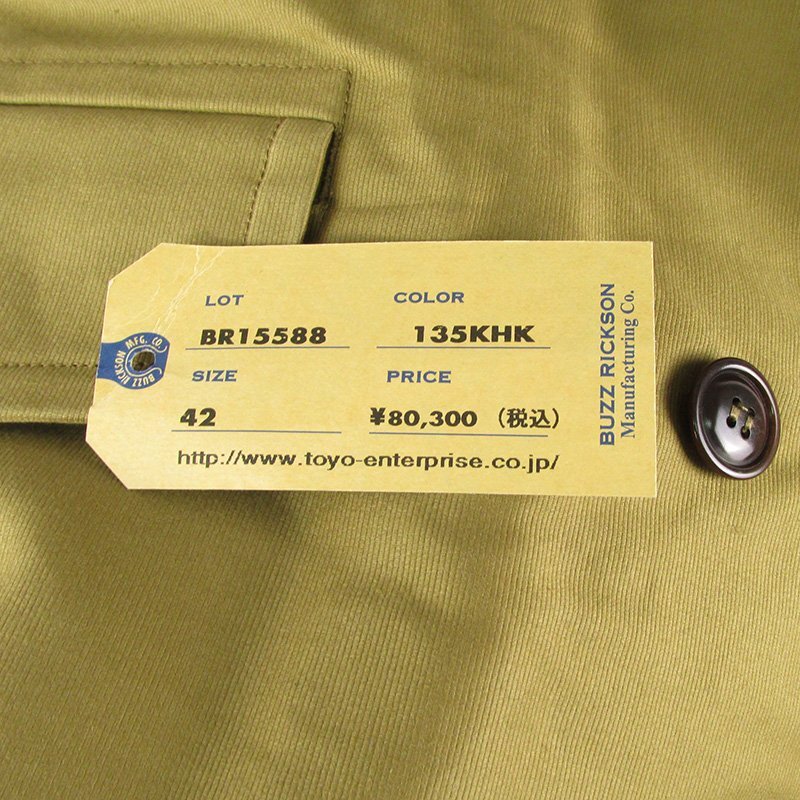 LOT COLOR
BR15588 135KHK
SIZE PRICE
42 ¥80,300 (税込)
http://www.toyo-enterprise.co.jp/
BUZZ RICKSON
Manufacturing Co.
BUZZ RICKSON MFG. CO.